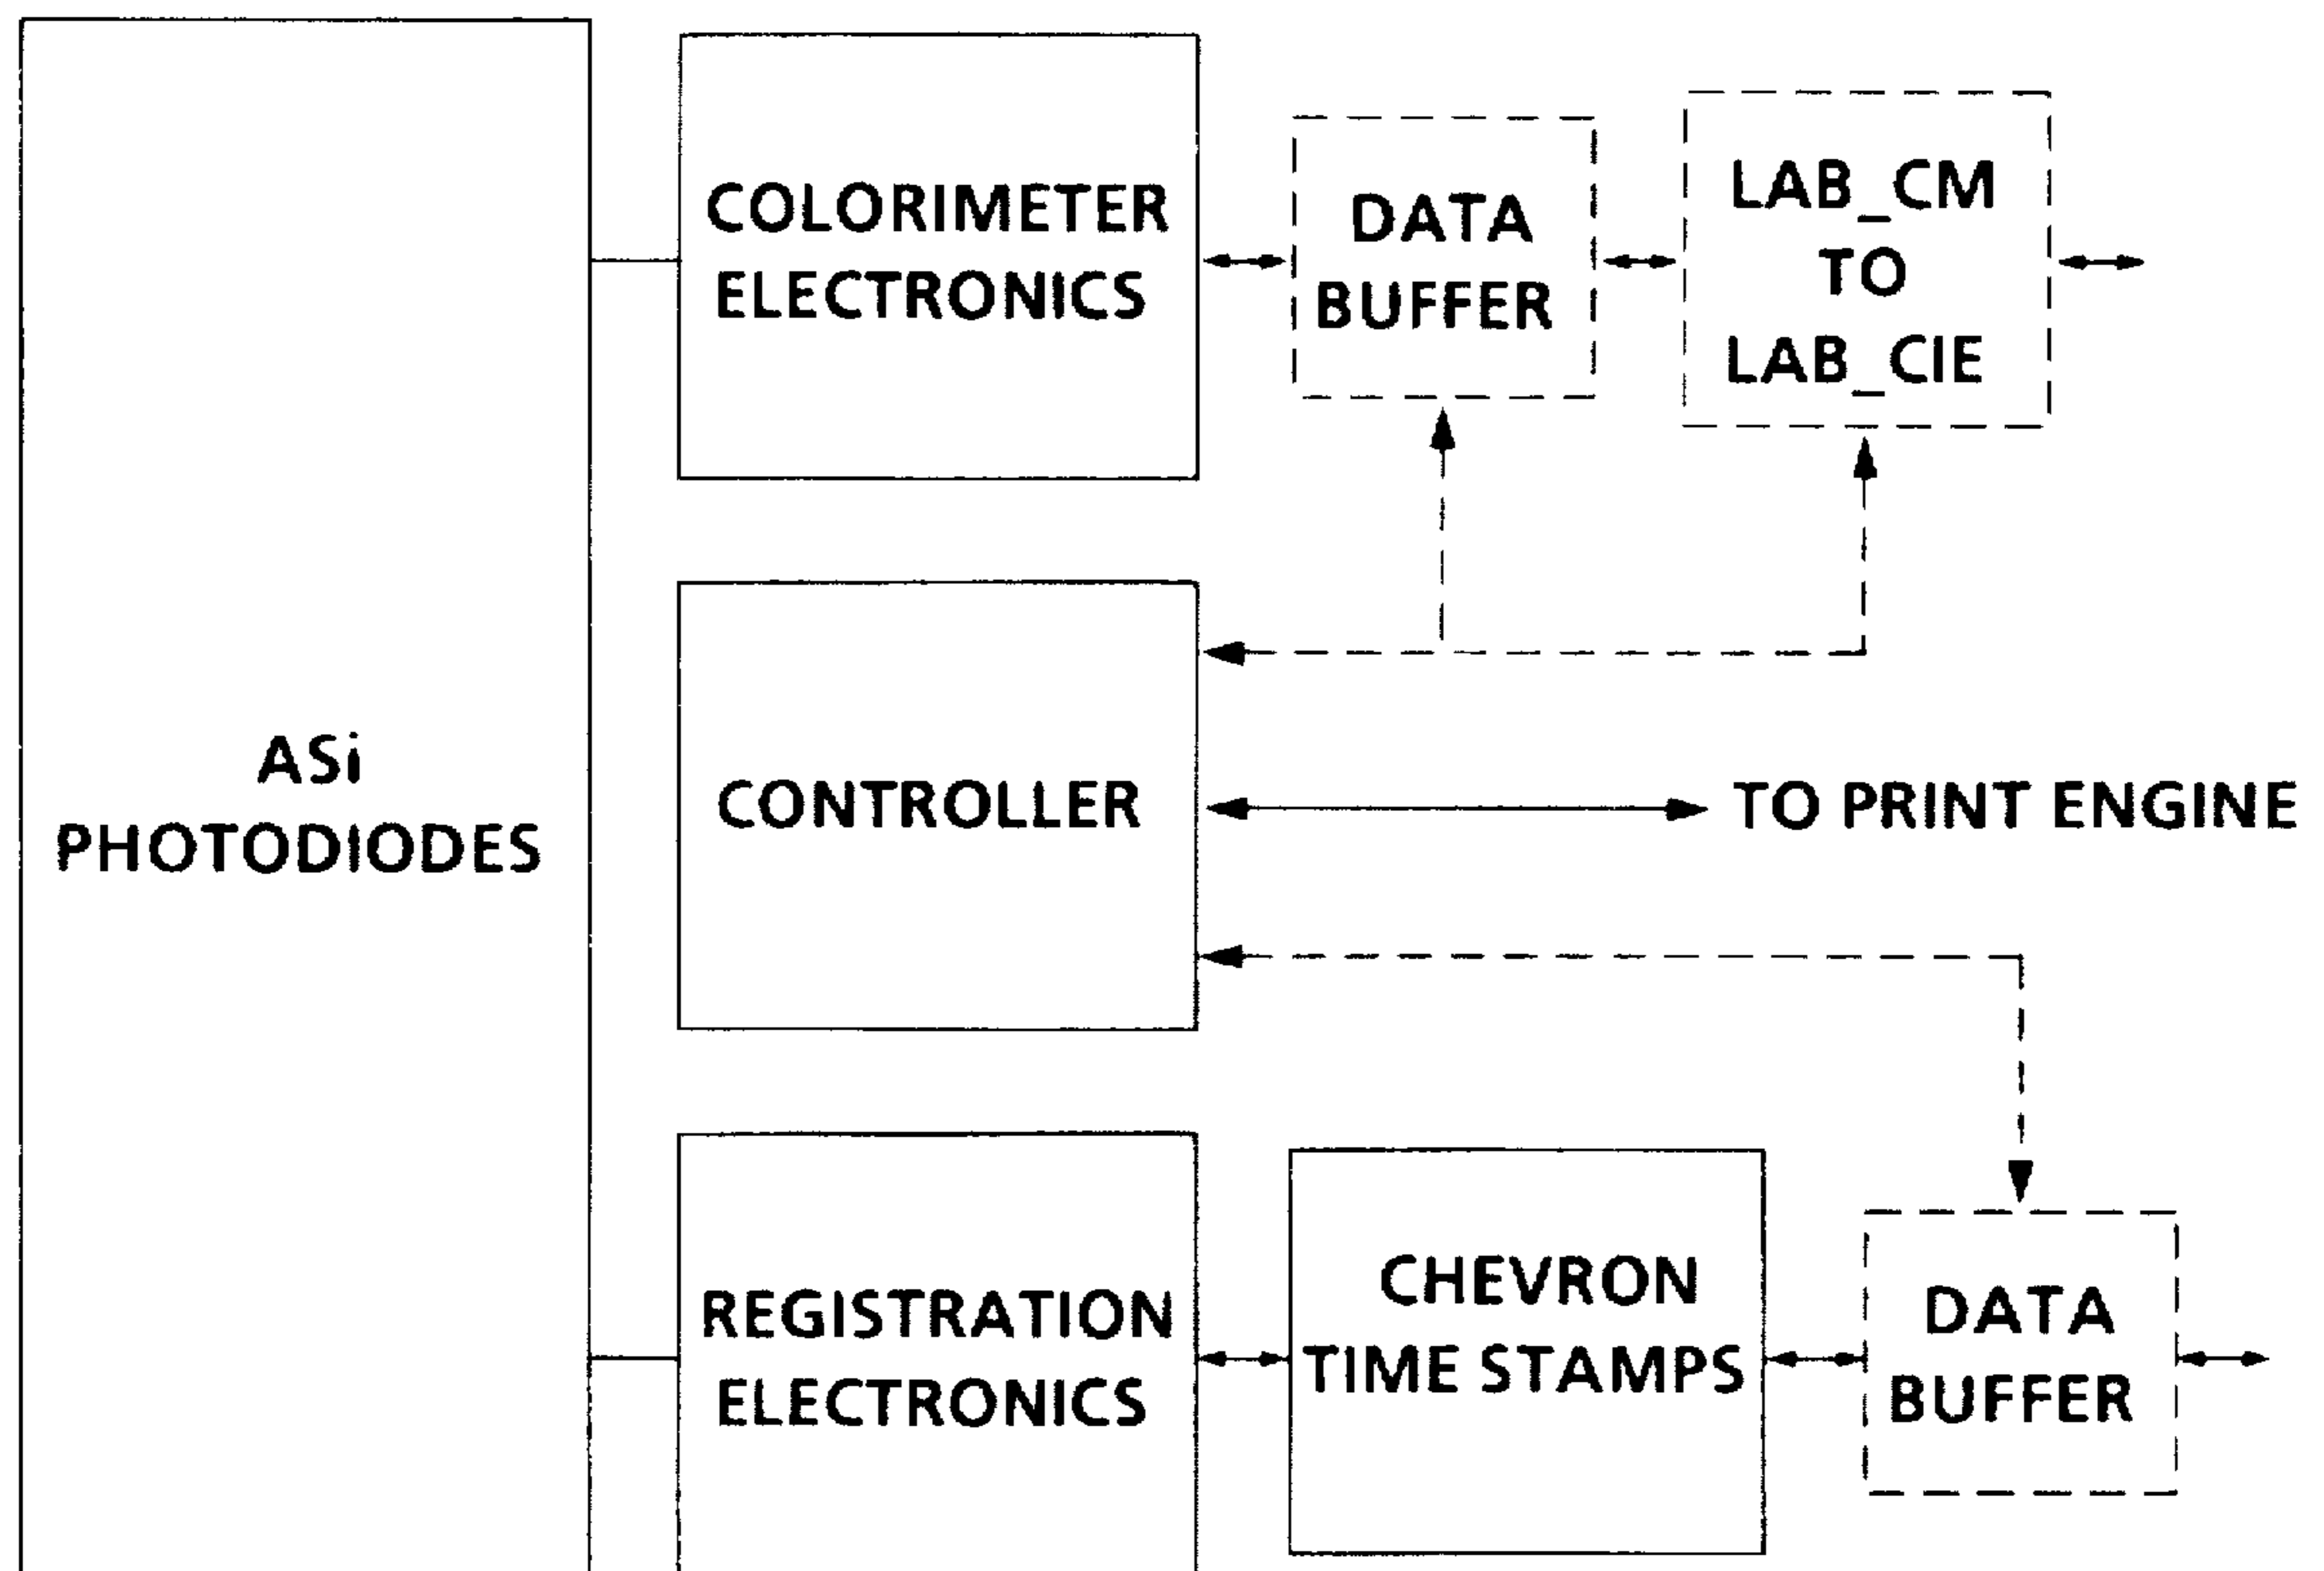 ASi
PHOTODIODES
COLORIMETER
ELECTRONICS
DATA
BUFFER
LAB_CM
TO
LAB_CIE
CONTROLLER
TO PRINT ENGINE
REGISTRATION
ELECTRONICS
CHEVRON
TIME STAMPS
DATA
BUFFER